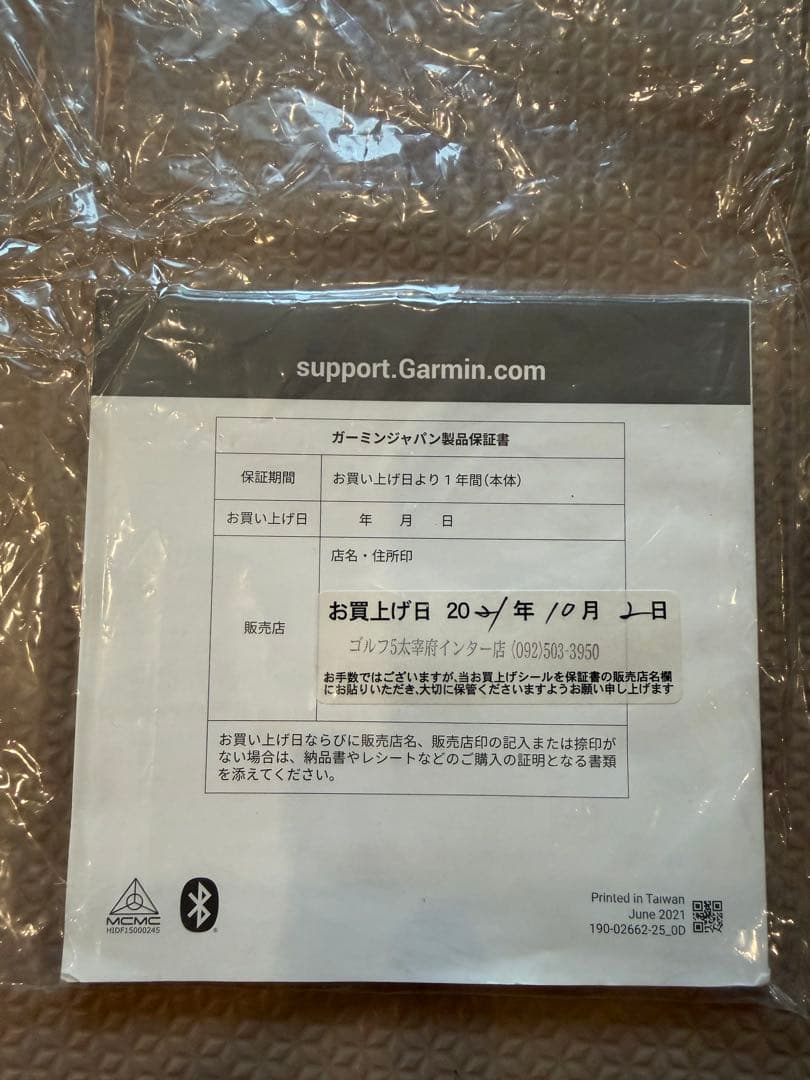 support.Garmin.com
ガーミンジャパン製品保証書
保証期間
お買い上げ日より1年間(本体)
お買い上げ日
年 月 日
販売店
店名・住所印
お買上げ日 2021年 10月 2日
ゴルフ5太宰府インター店 (092)503-3950
お手数ではございますが、当お買上げシールを保証書の販売店名欄
にお貼りいただき、大切に保管くださいますようお願い申し上げます
お買い上げ日ならびに販売店名、販売店印の記入または捺印が
ない場合は、納品書やレシートなどのご購入の証明となる書類
を添えてください。
MCMC
HIDF15000245
Printed in Taiwan
June 2021
190-02662-25_0D